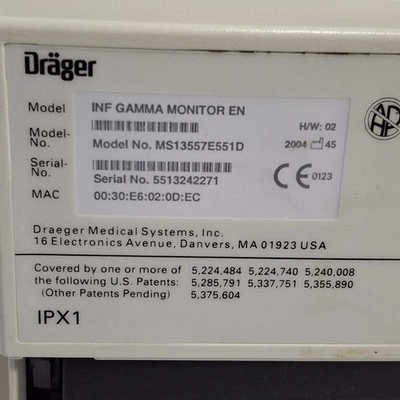 Dräger
Model INF GAMMA MONITOR EN
H/W: 02
Model-No. Model No. MS13557E551D
2004 45
Serial-No. Serial No. 5513242271
CE 0123
MAC 00:30:E6:02:0D:EC
Draeger Medical Systems, Inc.
16 Electronics Avenue, Danvers, MA 01923 USA
Covered by one or more of 5,224,484 5,224,740 5,240,008
the following U.S. Patents: 5,285,791 5,337,751 5,355,890
(Other Patents Pending) 5,375,604
IPX1